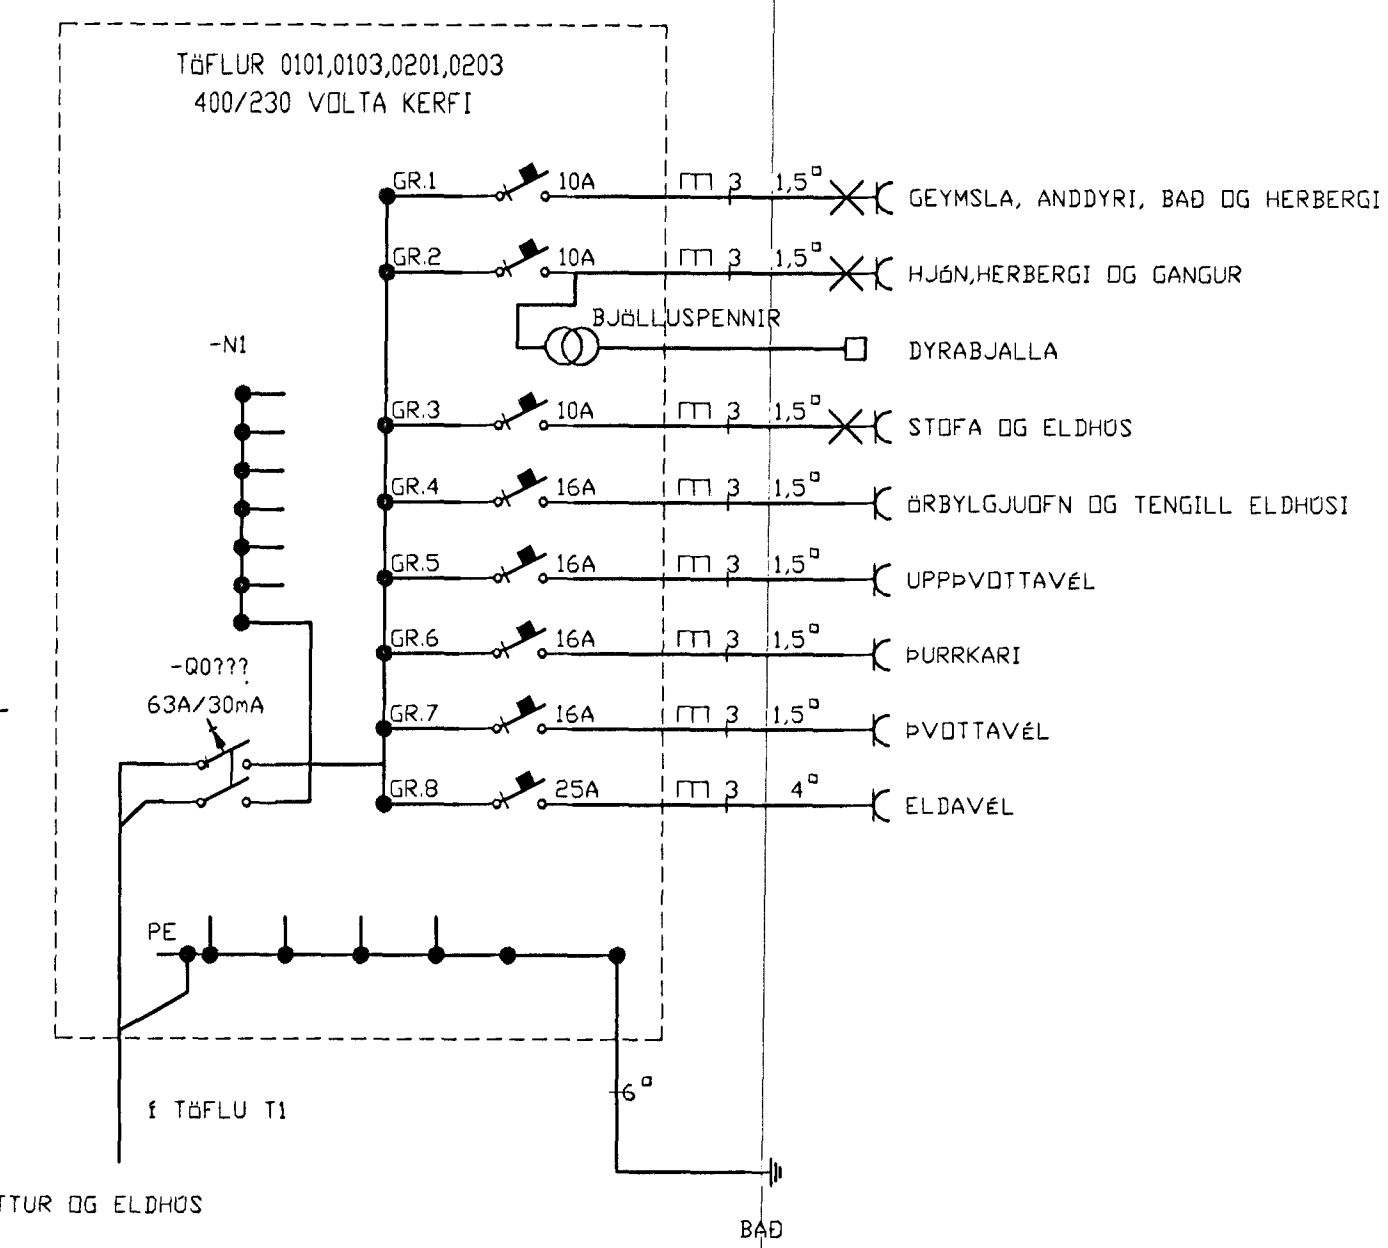 TÖFLUR 0101,0103,0201,0203
400/230 VOLTA KERFI
GR.1 10A 3 1,5▫ GEYMSLA, ANDDYRI, BAÐ OG HERBERGI
GR.2 10A 3 1,5▫ HJÓN,HERBERGI OG GANGUR
BJÖLLUSPENNIR
DYRABJALLA
-N1
GR.3 10A 3 1,5▫ STOFA OG ELDHÚS
GR.4 16A 3 1,5▫ ÖRBYLGJUOFN OG TENGILL ELDHÚSI
GR.5 16A 3 1,5▫ UPPÞVOTTAVÉL
GR.6 16A 3 1,5▫ ÞURRKARI
-Q0???
63A/30mA
GR.7 16A 3 1,5▫ ÞVOTTAVÉL
GR.8 25A 3 4▫ ELDAVÉL
PE
6▫
Í TÖFLU T1
TTUR OG ELDHÚS
BAÐ